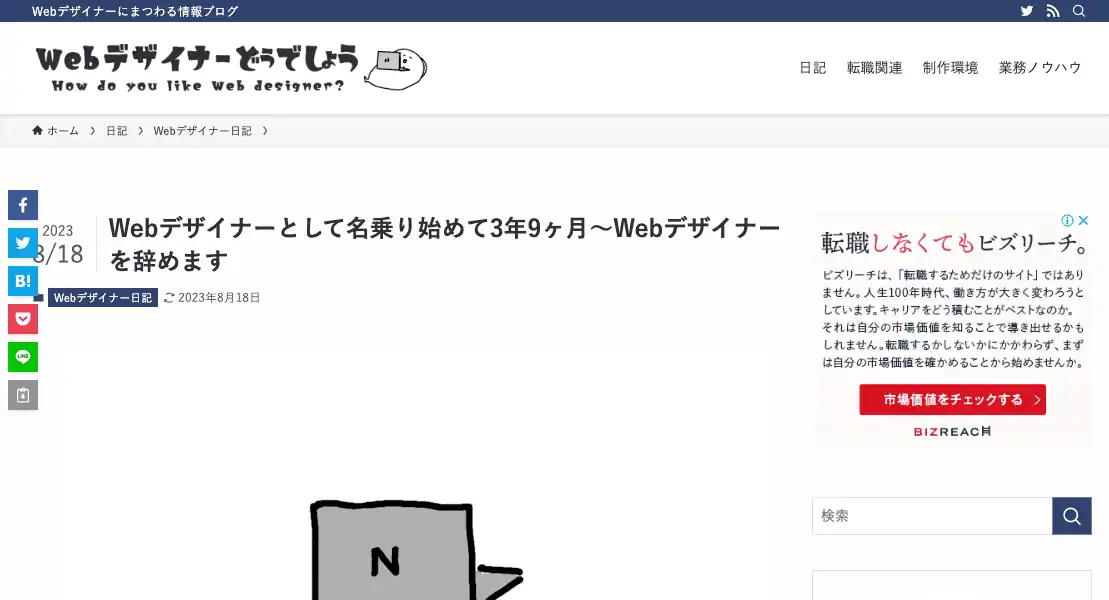 Webデザイナーにまつわる情報ブログ
Webデザイナーどうでしょう
How do you like Web designer?
N
日記 転職関連 制作環境 業務ノウハウ
ホーム 日記 Webデザイナー日記
2023
8/18
Webデザイナーとして名乗り始めて3年9ヶ月〜Webデザイナー
を辞めます
B!
LINE
Webデザイナー日記 2023年8月18日
転職しなくてもビズリーチ。
ビズリーチは、「転職するためだけのサイト」ではあり
ません。人生100年時代、働き方が大きく変わろうと
しています。キャリアをどう積むことがベストなのか。
それは自分の市場価値を知ることで導き出せるかも
しれません。転職するかしないかにかかわらず、まず
は自分の市場価値を確かめることから始めませんか。
市場価値をチェックする
BIZREACH
検索
N